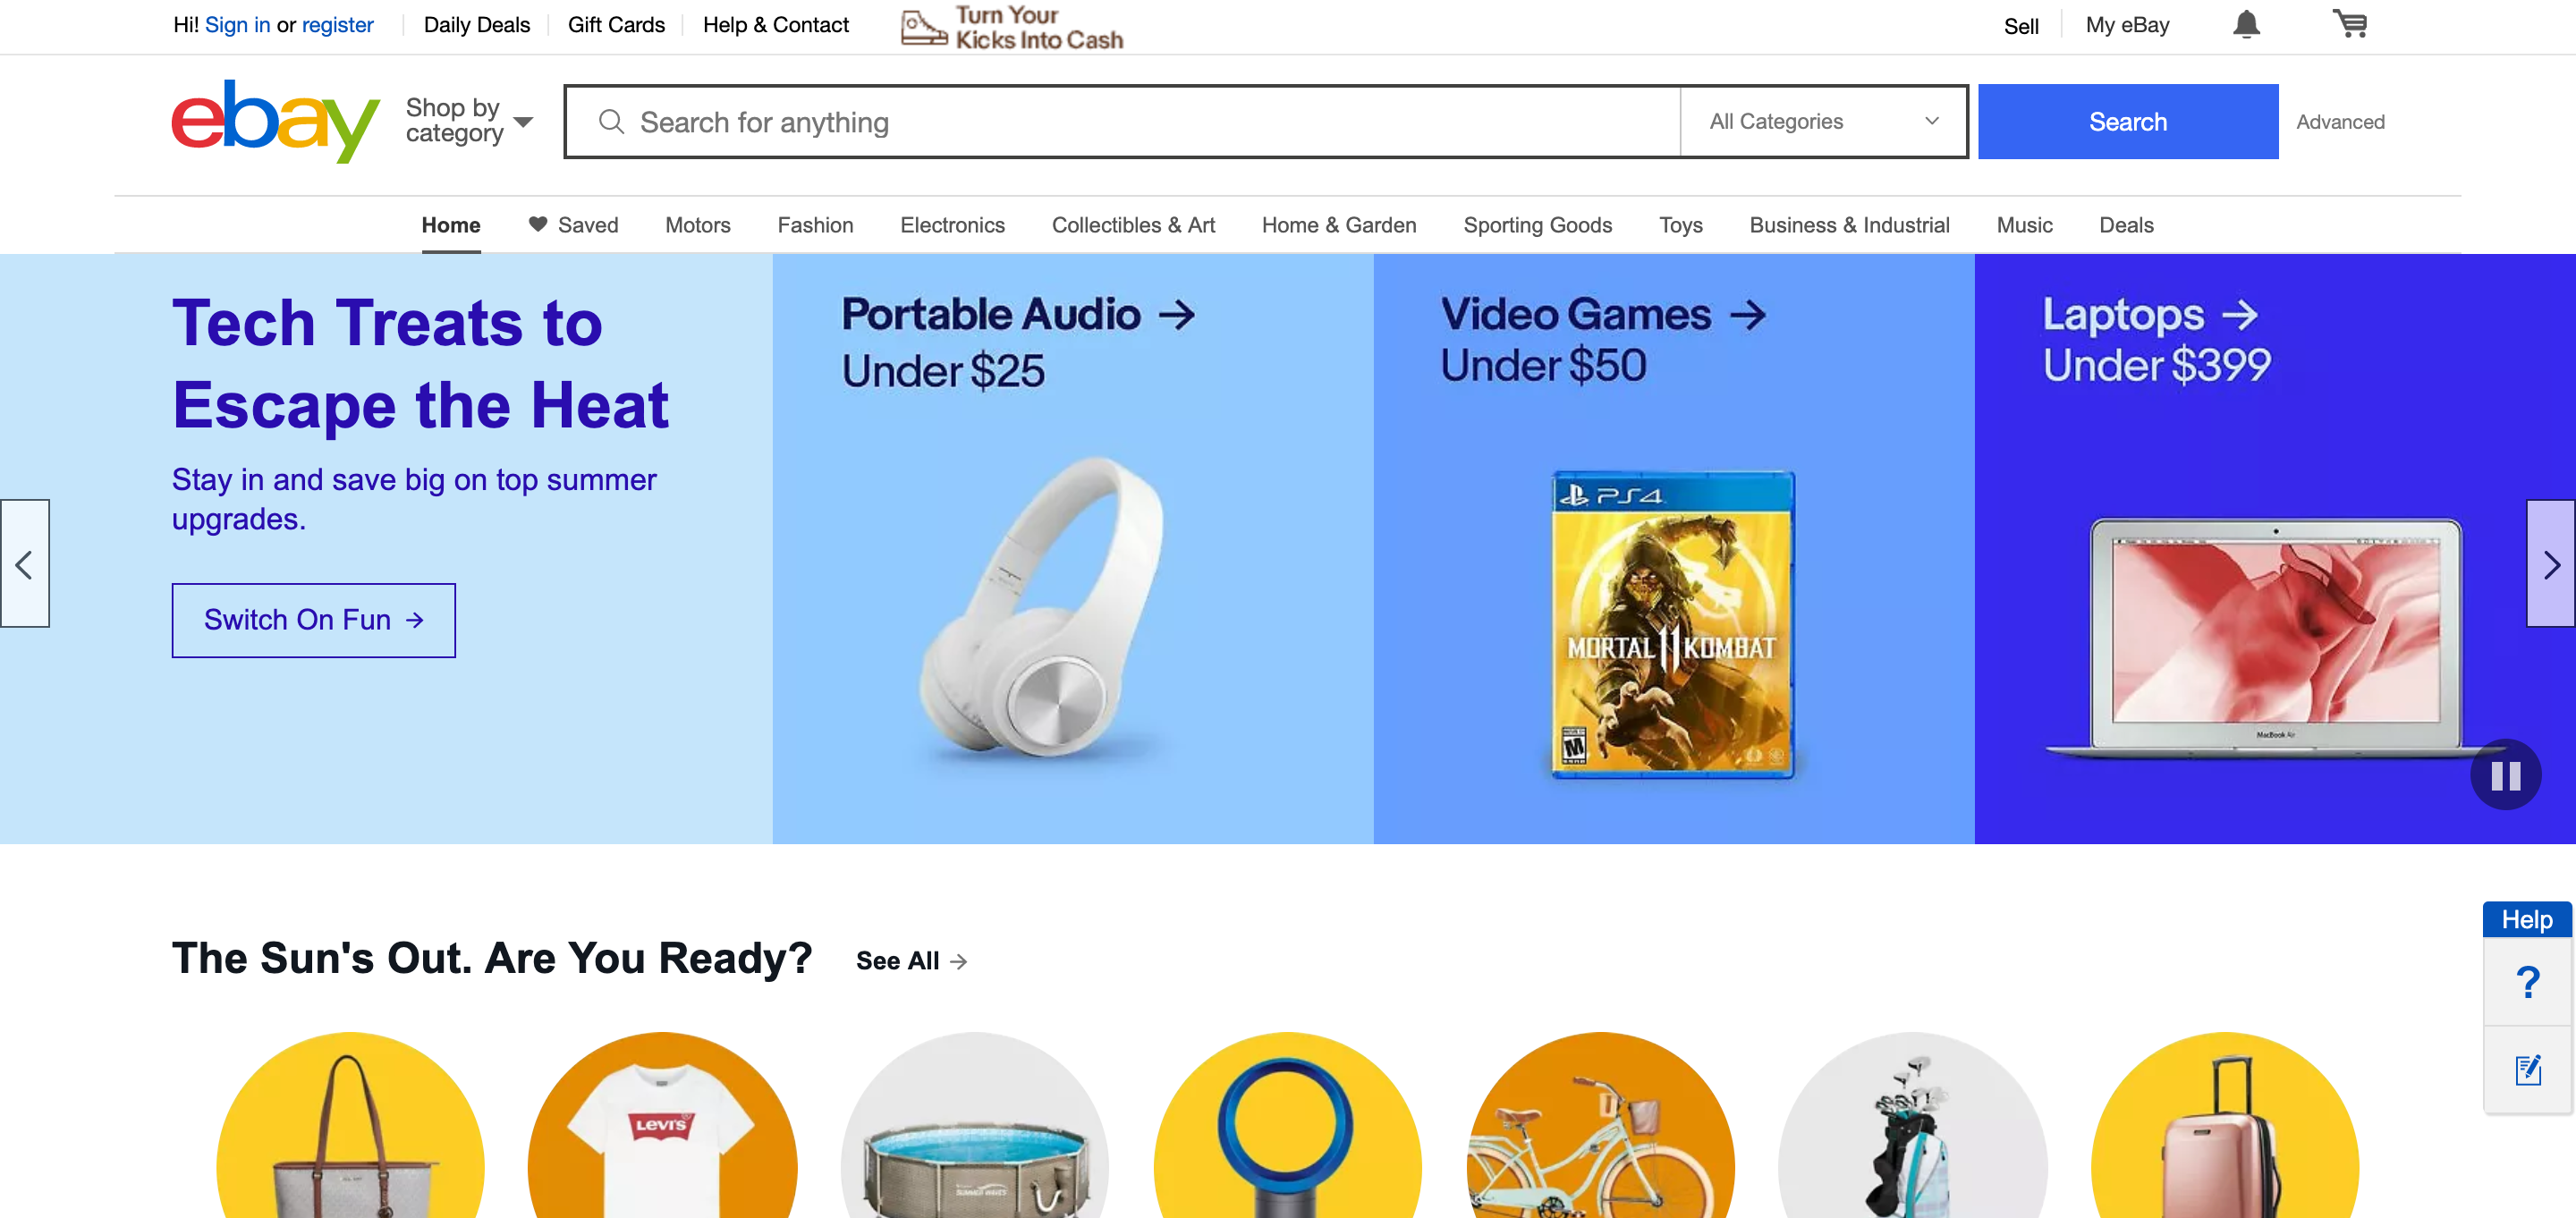 Hi! Sign in or register
Daily Deals
Gift Cards
Help & Contact
Turn Your
Kicks Into Cash
Sell
My eBay
ebay
Shop by
category
Search for anything
All Categories
Search
Advanced
Home
Saved
Motors
Fashion
Electronics
Collectibles & Art
Home & Garden
Sporting Goods
Toys
Business & Industrial
Music
Deals
Tech Treats to
Escape the Heat
Stay in and save big on top summer
upgrades.
Switch On Fun
Portable Audio
Under $25
Video Games
Under $50
PS4
MORTAL 11 KOMBAT
M
Laptops
Under $399
MacBook Air
Help
?
The Sun's Out. Are You Ready?
See All
LEVI'S
SUMMER WAVES